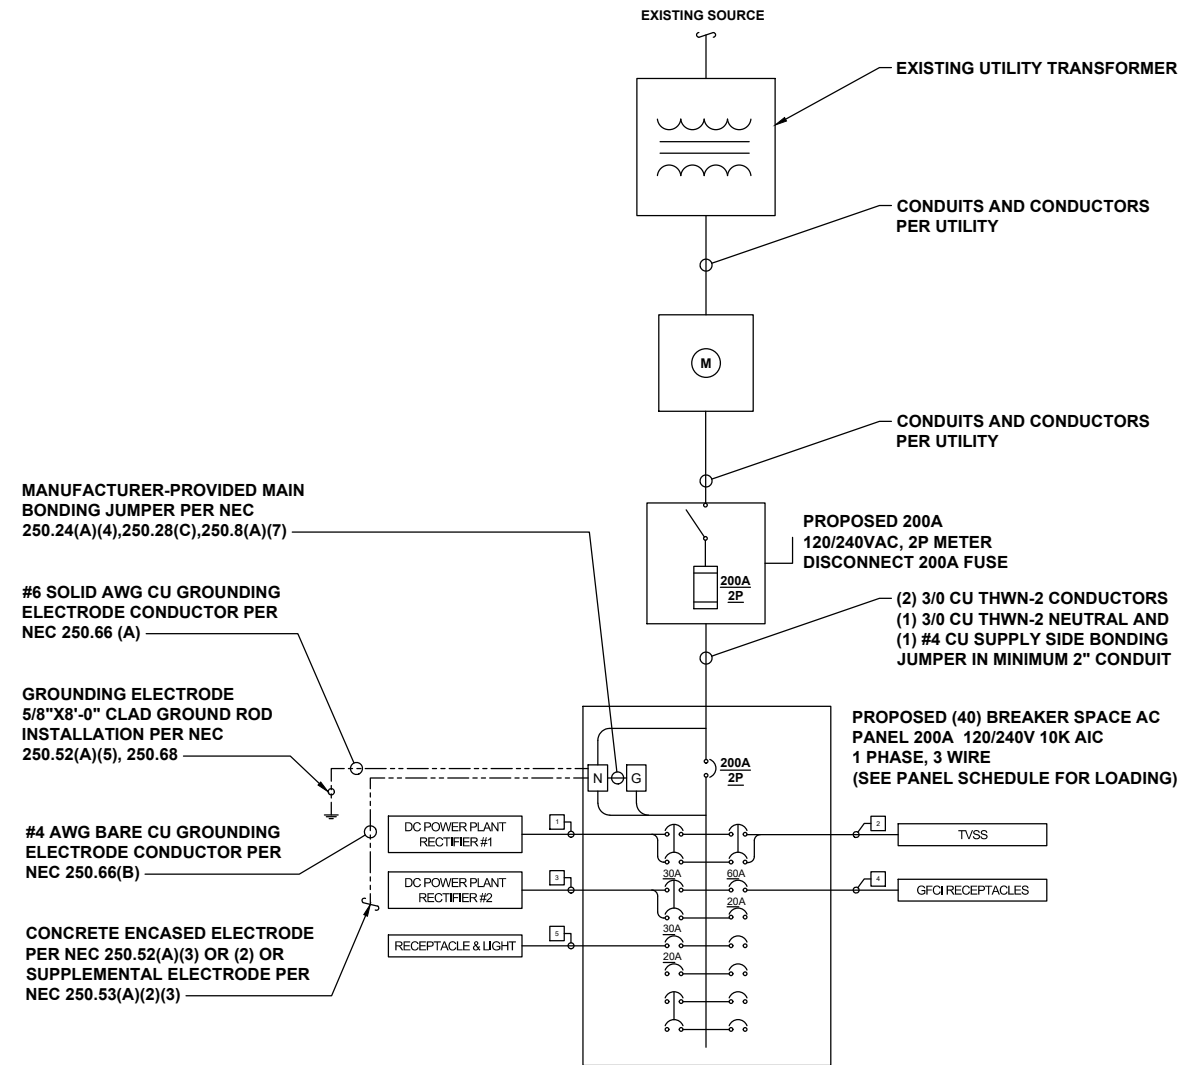 EXISTING SOURCE
EXISTING UTILITY TRANSFORMER
CONDUITS AND CONDUCTORS
PER UTILITY
M
CONDUITS AND CONDUCTORS
PER UTILITY
MANUFACTURER-PROVIDED MAIN
BONDING JUMPER PER NEC
250.24(A)(4),250.28(C),250.8(A)(7)
PROPOSED 200A
120/240VAC, 2P METER
DISCONNECT 200A FUSE
200A
2P
#6 SOLID AWG CU GROUNDING
ELECTRODE CONDUCTOR PER
NEC 250.66 (A)
(2) 3/0 CU THWN-2 CONDUCTORS
(1) 3/0 CU THWN-2 NEUTRAL AND
(1) #4 CU SUPPLY SIDE BONDING
JUMPER IN MINIMUM 2" CONDUIT
GROUNDING ELECTRODE
5/8"X8'-0" CLAD GROUND ROD
INSTALLATION PER NEC
250.52(A)(5), 250.68
PROPOSED (40) BREAKER SPACE AC
PANEL 200A 120/240V 10K AIC
1 PHASE, 3 WIRE
(SEE PANEL SCHEDULE FOR LOADING)
N
G
200A
2P
#4 AWG BARE CU GROUNDING
ELECTRODE CONDUCTOR PER
NEC 250.66(B)
DC POWER PLANT
RECTIFIER #1
1
2
TVSS
30A
60A
DC POWER PLANT
RECTIFIER #2
3
4
GFCI RECEPTACLES
30A
20A
CONCRETE ENCASED ELECTRODE
PER NEC 250.52(A)(3) OR (2) OR
SUPPLEMENTAL ELECTRODE PER
NEC 250.53(A)(2)(3)
RECEPTACLE & LIGHT
5
20A